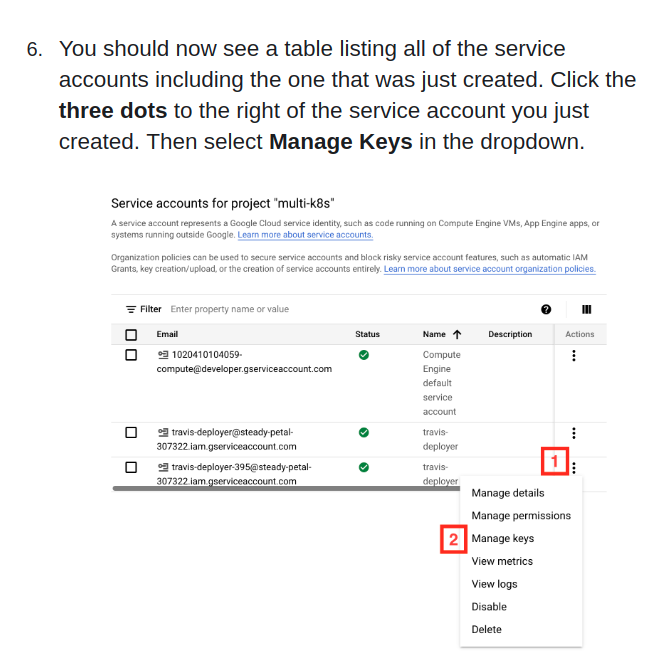 6. You should now see a table listing all of the service
accounts including the one that was just created. Click the
three dots to the right of the service account you just
created. Then select Manage Keys in the dropdown.
Service accounts for project "multi-k8s"
A service account represents a Google Cloud service identity, such as code running on Compute Engine VMs, App Engine apps, or
systems running outside Google. Learn more about service accounts.
Organization policies can be used to secure service accounts and block risky service account features, such as automatic IAM
Grants, key creation/upload, or the creation of service accounts entirely. Learn more about service account organization policies.
Filter Enter property name or value
Email Status Name Description Actions
1020410104059- Compute
compute@developer.gserviceaccount.com Engine
default
service
account
travis-deployer@steady-petal- travis-
307322.iam.gserviceaccount.com deployer
1
travis-deployer-395@steady-petal- travis-
307322.iam.gserviceaccount.com deployer
Manage details
Manage permissions
2 Manage keys
View metrics
View logs
Disable
Delete